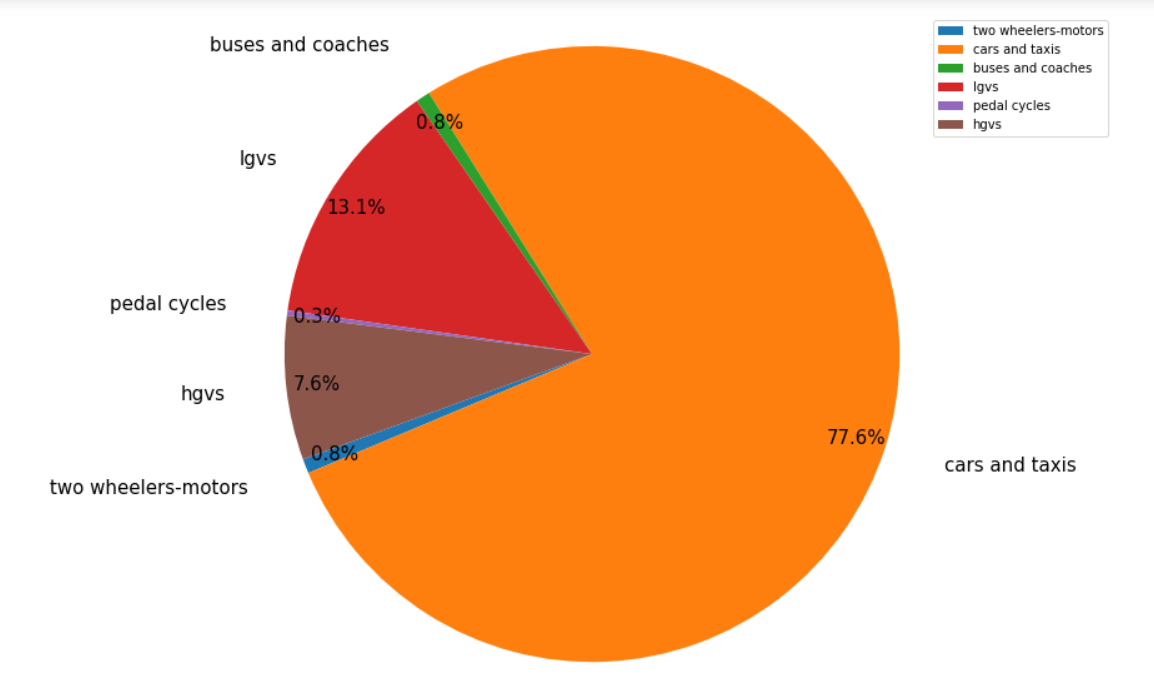 buses and coaches
0.8%
lgvs
13.1%
pedal cycles
0.3%
hgvs
7.6%
two wheelers-motors
0.8%
77.6%
cars and taxis
two wheelers-motors
cars and taxis
buses and coaches
lgvs
pedal cycles
hgvs